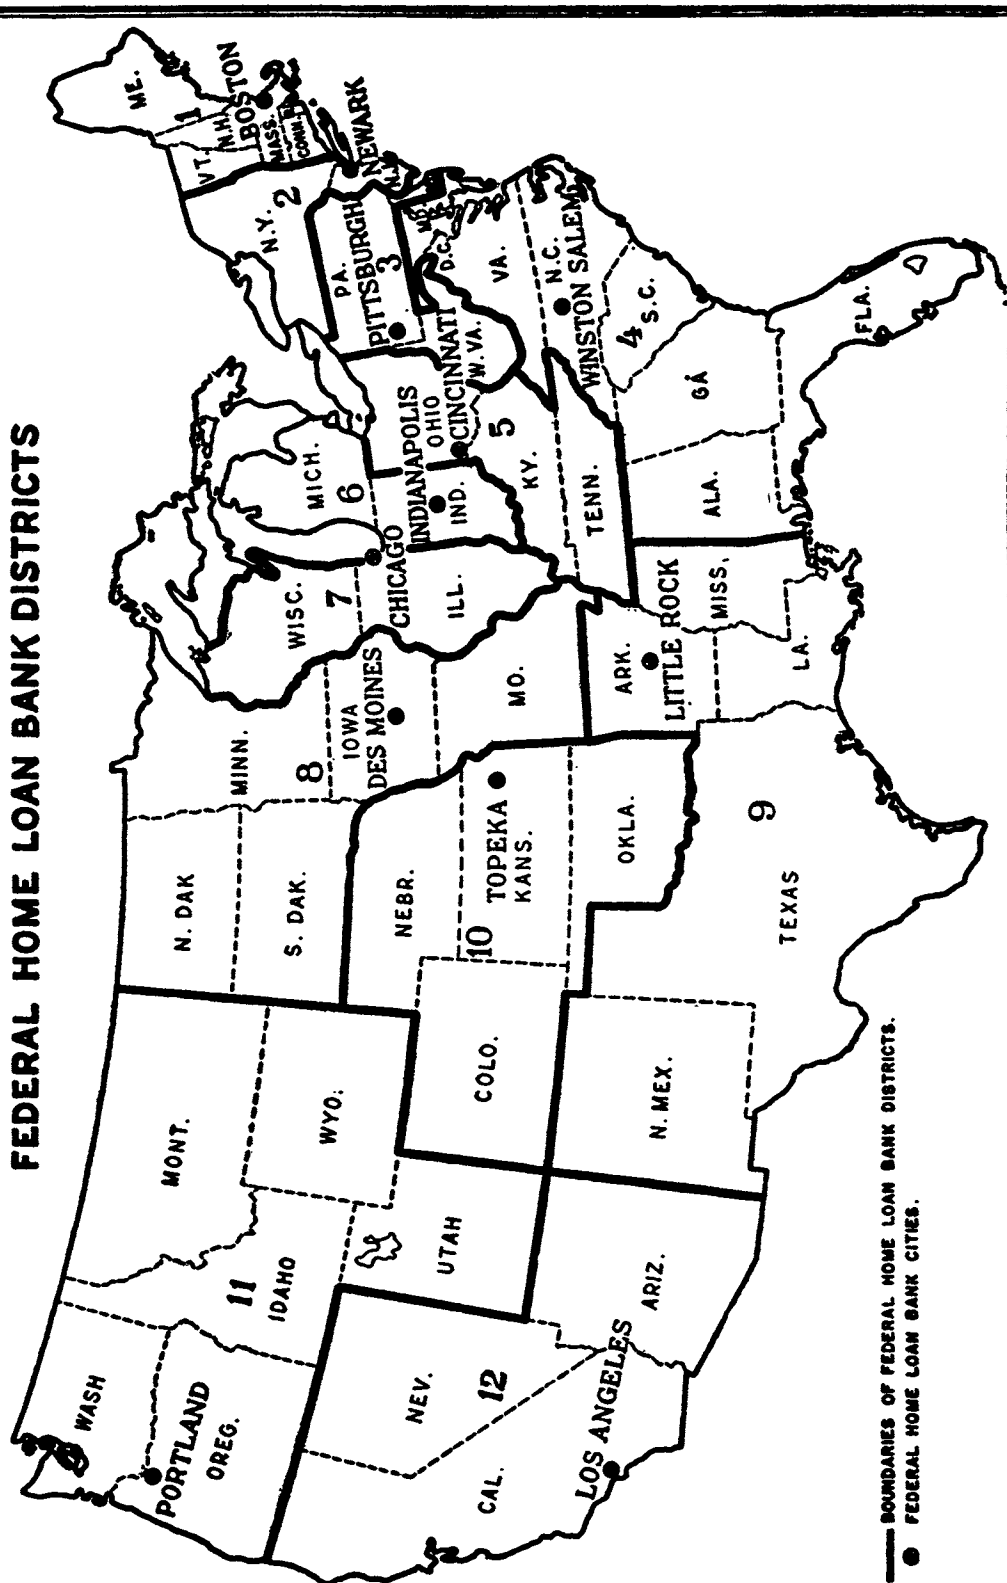 FEDERAL HOME LOAN BANK DISTRICTS
WASH
PORTLAND
OREG.
11
IDAHO
MONT.
WYO.
UTAH
NEV.
12
CAL.
LOS ANGELES
ARIZ.
N. DAK
S. DAK.
NEBR.
10
COLO.
TOPEKA
KANS.
OKLA.
N. MEX.
TEXAS
9
MINN.
8
IOWA
DES MOINES
MO.
ARK.
LITTLE ROCK
LA.
MISS.
WISC.
7
CHICAGO
ILL.
MICH.
6
INDIANAPOLIS
IND.
OHIO
CINCINNATI
5
KY.
TENN.
ALA.
GA
FLA.
4
S.C.
N.C.
WINSTON SALEM
VA.
W.VA.
D.C.
MD.
PA.
PITTSBURGH
3
N.J.
NEWARK
N.Y.
2
VT.
N.H.
1
ME.
BOSTON
MASS.
CONN.
BOUNDARIES OF FEDERAL HOME LOAN BANK DISTRICTS.
FEDERAL HOME LOAN BANK CITIES.